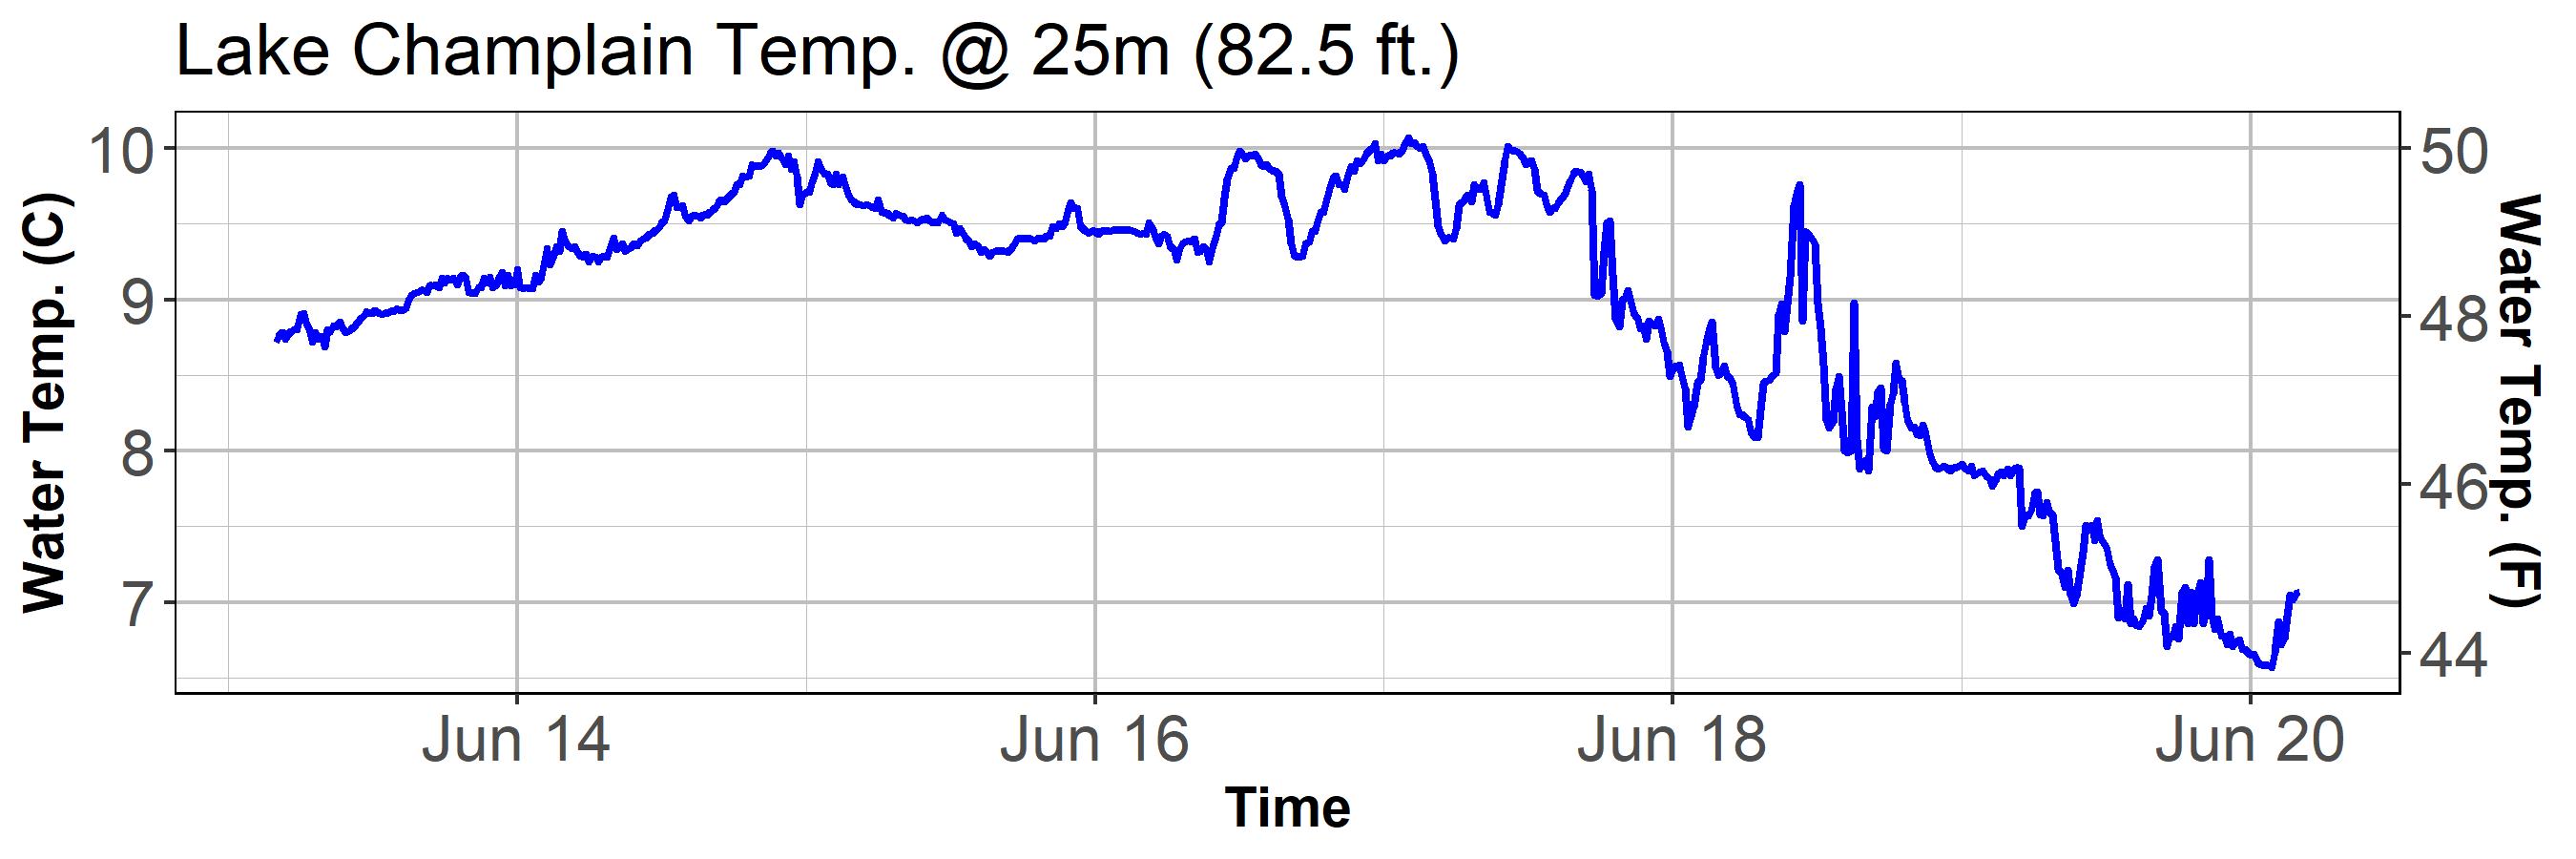 Lake Champlain Temp. @ 25m (82.5 ft.)
Water Temp. (C)
10
9
8
7
50
48
46
44
Water Temp. (F)
Jun 14
Jun 16
Jun 18
Jun 20
Time